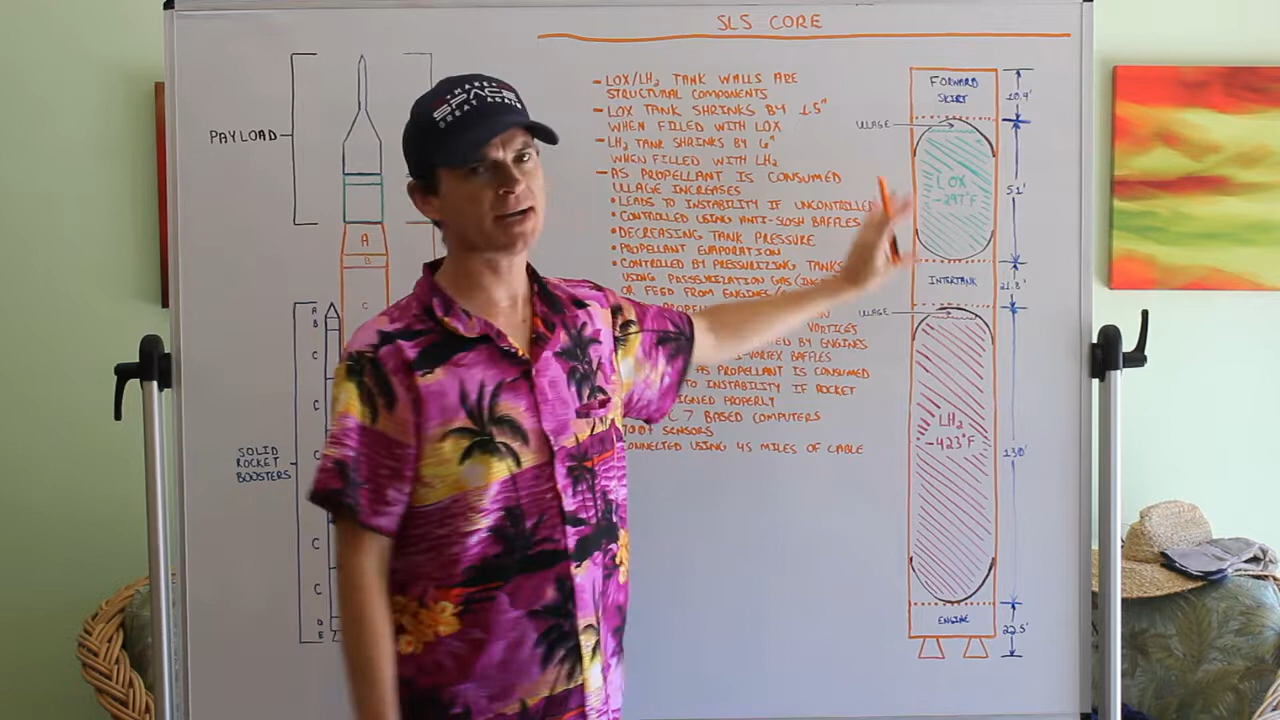 SLS CORE
PAYLOAD
A
B
C
A
B
C
C
C
C
C
D
E
SOLID
ROCKET
BOOSTERS
MAKE
SPACE
GREAT AGAIN
- LOX/LH2 TANK WALLS ARE
STRUCTURAL COMPONENTS
- LOX TANK SHRINKS BY 1.5"
WHEN FILLED WITH LOX
- LH2 TANK SHRINKS BY 6"
WHEN FILLED WITH LH2
- AS PROPELLANT IS CONSUMED
ULLAGE INCREASES
• LEADS TO INSTABILITY IF UNCONTROLLED
• CONTROLLED USING ANTI-SLOSH BAFFLES
• DECREASING TANK PRESSURE
• PROPELLANT EVAPORATION
• CONTROLLED BY PRESSURIZING TANKS
USING
OR FEED FROM ENGINES
VORTICES
BY ENGINES
-VORTEX BAFFLES
AS PROPELLANT IS CONSUMED
TO INSTABILITY IF ROCKET
PROPERLY
7 BASED COMPUTERS
SENSORS
CONNECTED USING 45 MILES OF CABLE
FORWARD
SKIRT
10.4'
ULLAGE
LOX
-297°F
51'
INTERTANK
21.8'
ULLAGE
LH2
-423°F
130'
ENGINE
22.5'